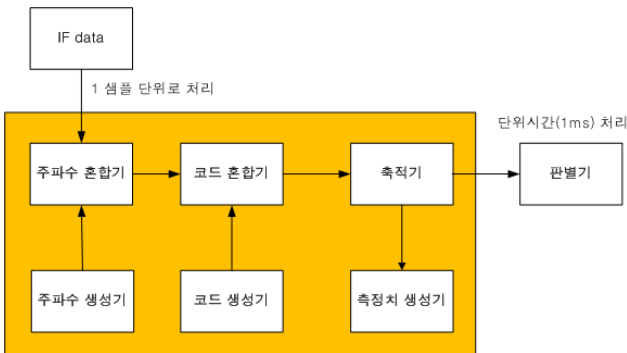 IF data
1 샘플 단위로 처리
단위시간(1ms) 처리
주파수 혼합기
코드 혼합기
축적기
판별기
주파수 생성기
코드 생성기
측정치 생성기